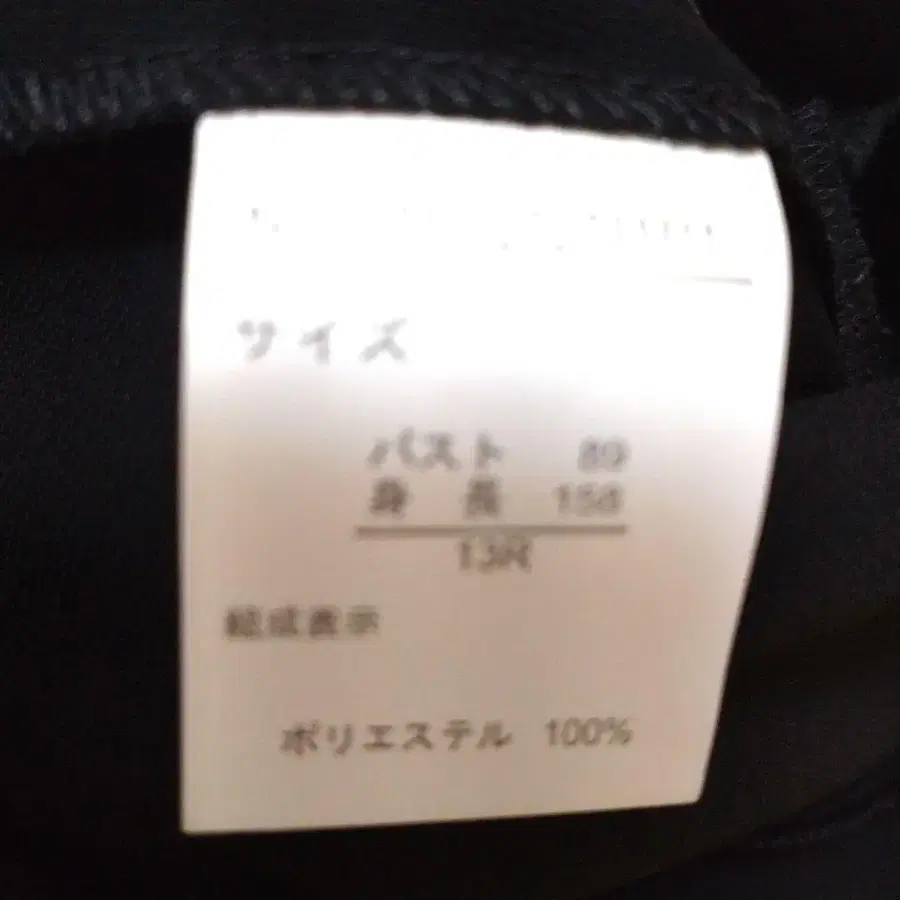 サイズ
バスト 89
身 長 158
13R
組成表示
ポリエステル 100%